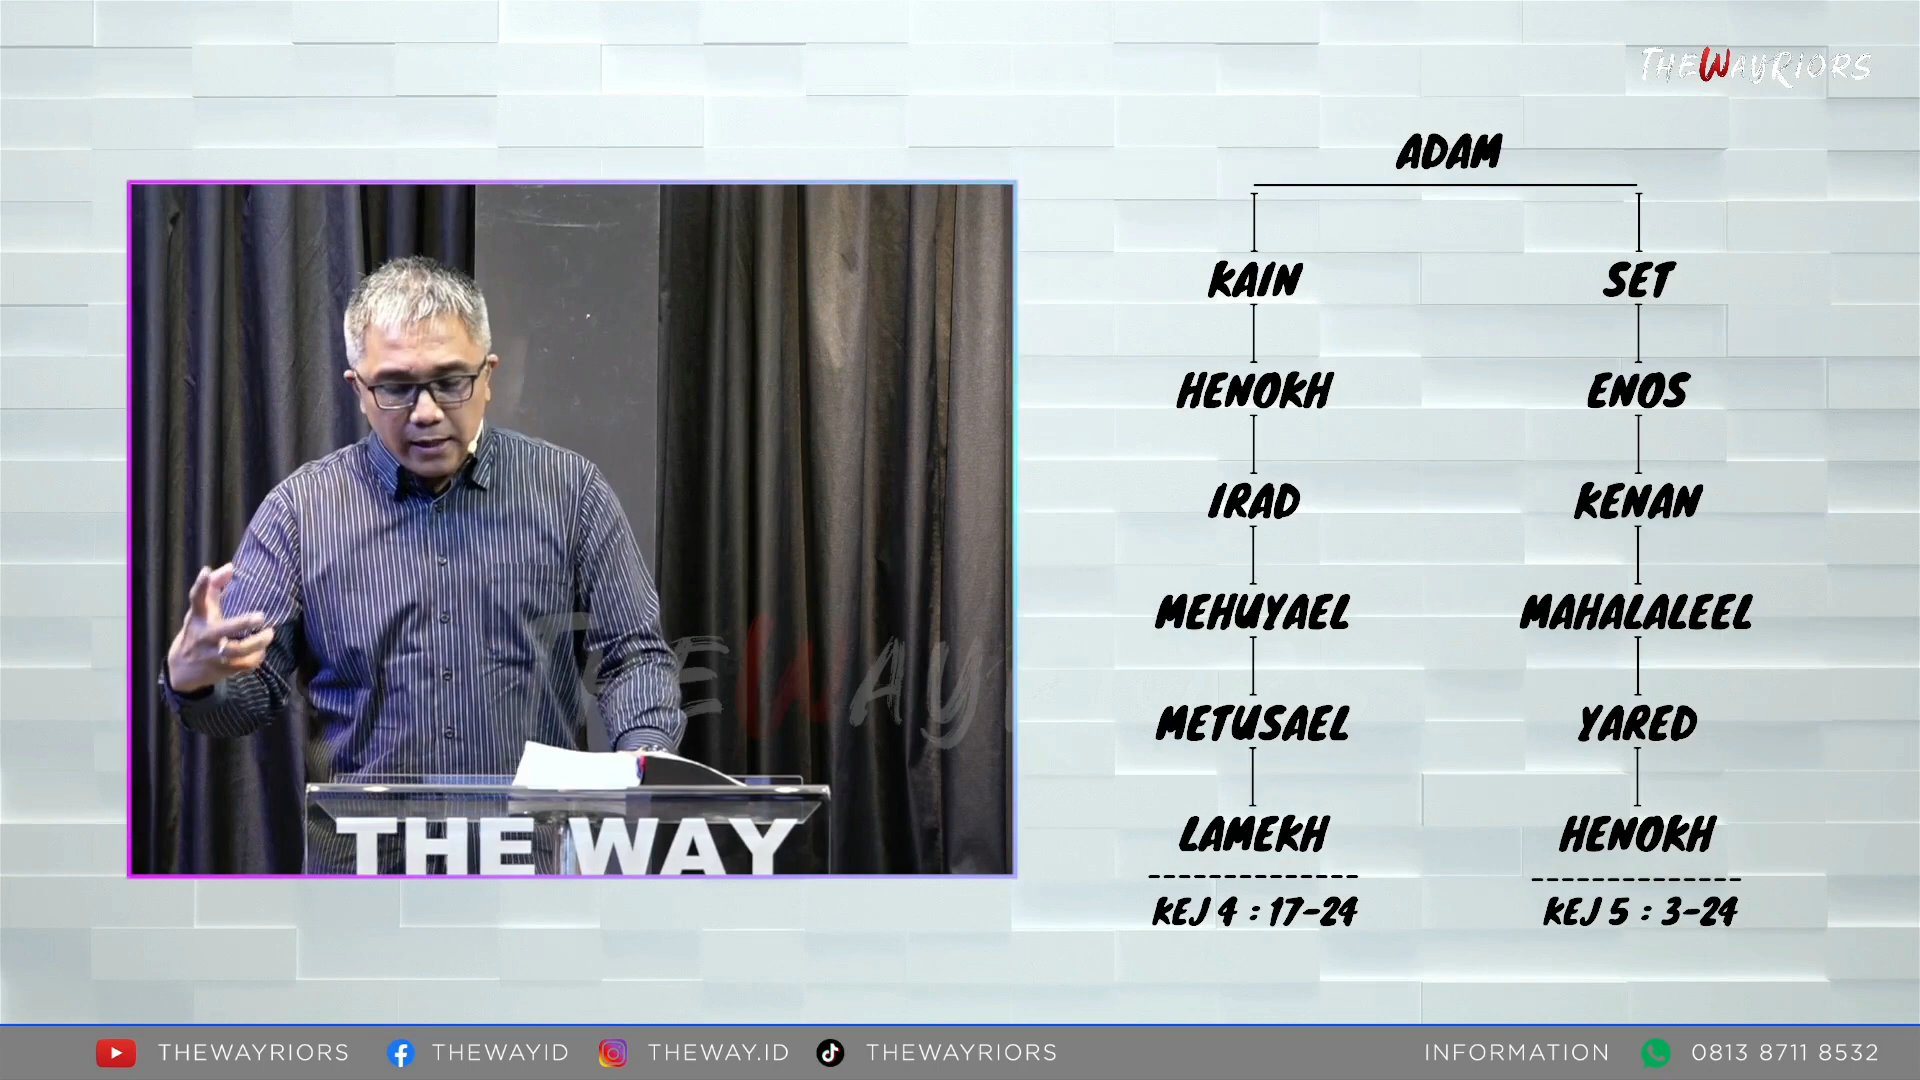 THEWAYRIORS
ADAM
KAIN
SET
HENOKH
ENOS
IRAD
KENAN
MEHUYAEL
MAHALALEEL
METUSAEL
YARED
LAMEKH
HENOKH
KEJ 4 : 17-24
KEJ 5 : 3-24
THEWAYR
THE WAY
THEWAYRIORS
THEWAYID
THEWAY.ID
THEWAYRIORS
INFORMATION
0813 8711 8532